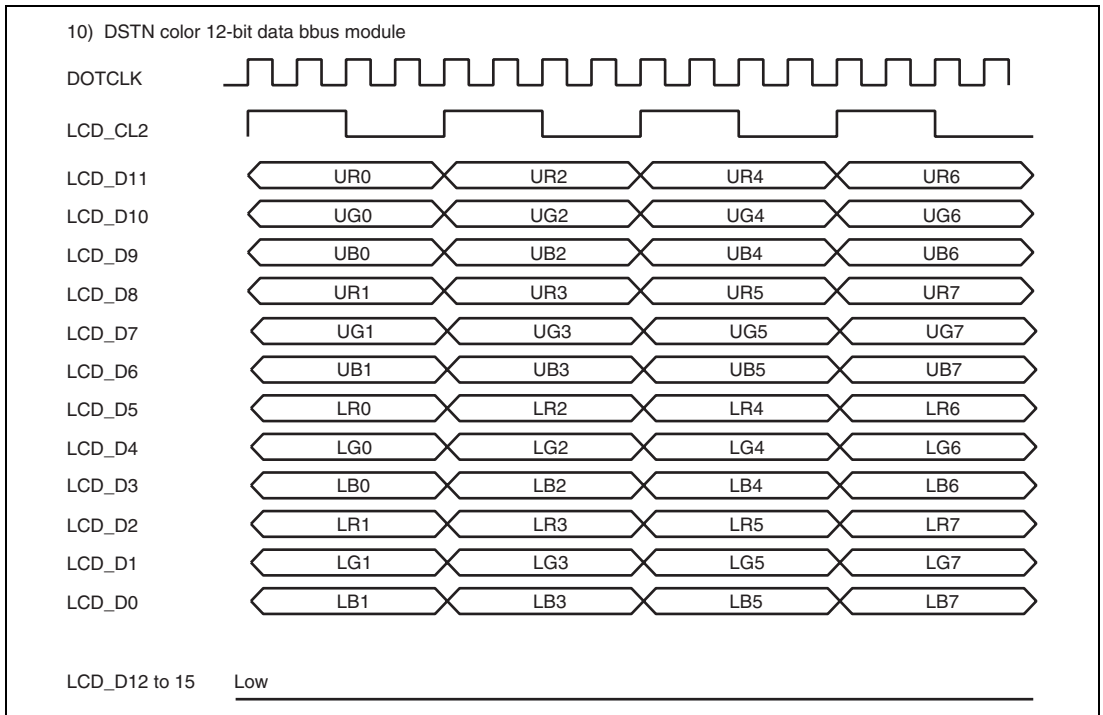 10) DSTN color 12-bit data bbus module
DOTCLK
LCD_CL2
LCD_D11 UR0 UR2 UR4 UR6
LCD_D10 UG0 UG2 UG4 UG6
LCD_D9 UB0 UB2 UB4 UB6
LCD_D8 UR1 UR3 UR5 UR7
LCD_D7 UG1 UG3 UG5 UG7
LCD_D6 UB1 UB3 UB5 UB7
LCD_D5 LR0 LR2 LR4 LR6
LCD_D4 LG0 LG2 LG4 LG6
LCD_D3 LB0 LB2 LB4 LB6
LCD_D2 LR1 LR3 LR5 LR7
LCD_D1 LG1 LG3 LG5 LG7
LCD_D0 LB1 LB3 LB5 LB7
LCD_D12 to 15 Low